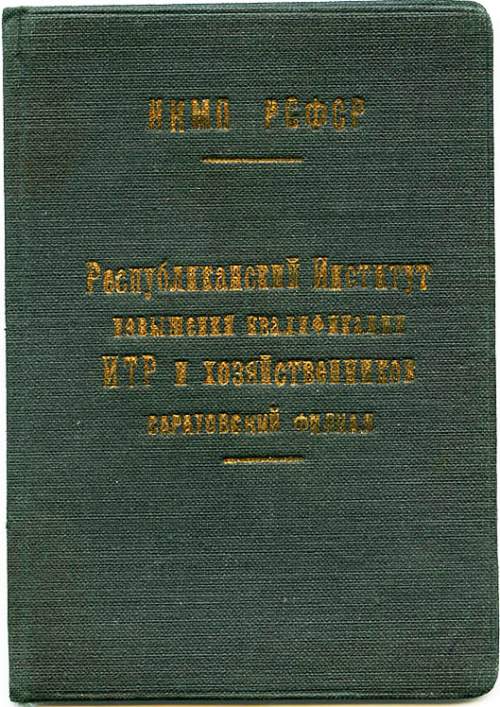 НКМП РСФСР
Республиканский Институт
повышения квалификации
ИТР и хозяйственников
САРАТОВСКИЙ ФИЛИАЛ